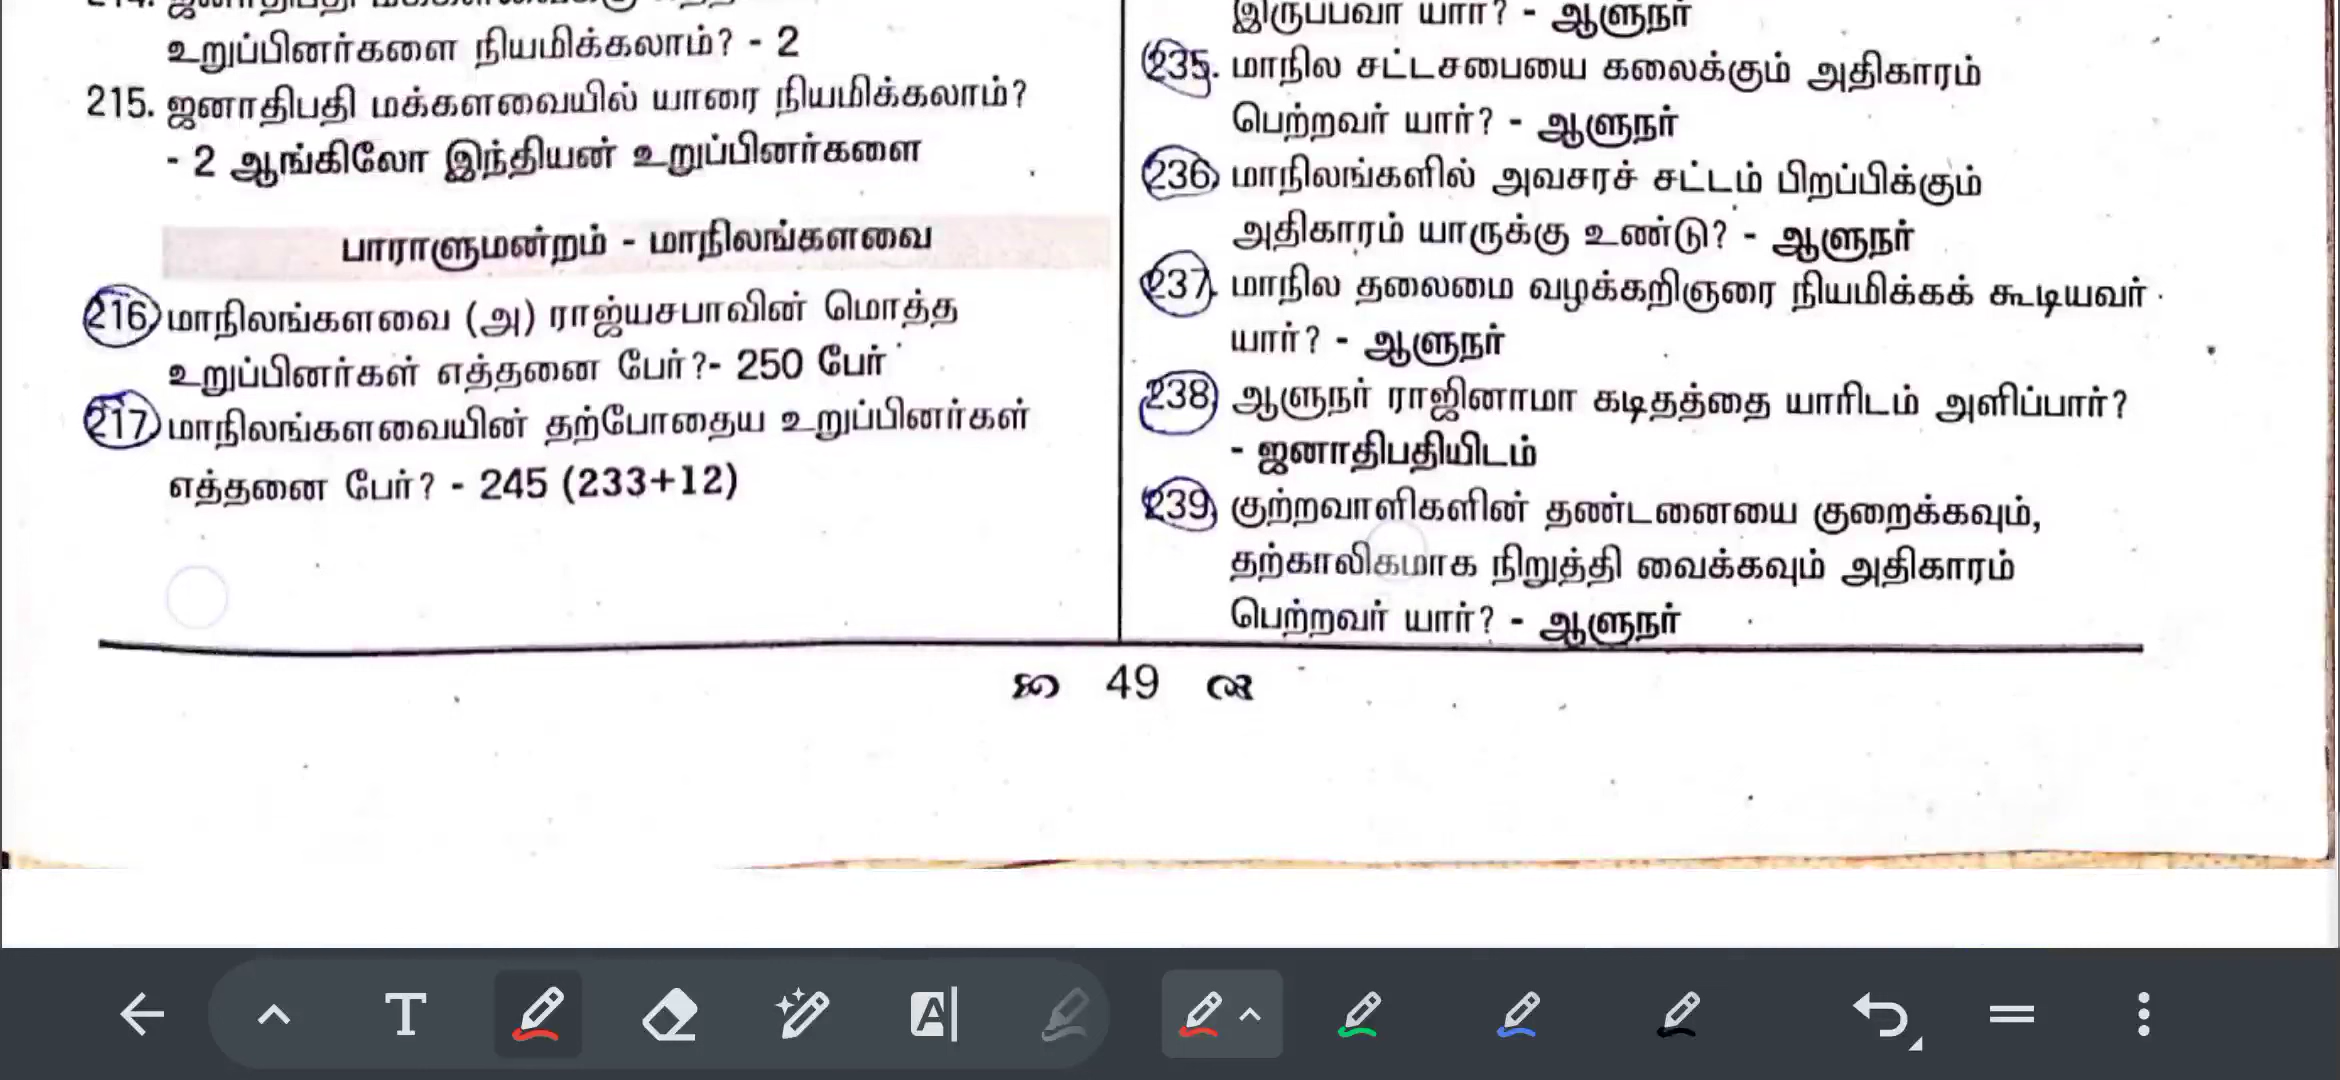 உறுப்பினர்களை நியமிக்கலாம்? - 2
215. ஜனாதிபதி மக்களவையில் யாரை நியமிக்கலாம்?
- 2 ஆங்கிலோ இந்தியன் உறுப்பினர்களை
பாராளுமன்றம் - மாநிலங்களவை
216 மாநிலங்களவை (அ) ராஜ்யசபாவின் மொத்த
உறுப்பினர்கள் எத்தனை பேர்?- 250 பேர்
217 மாநிலங்களவையின் தற்போதைய உறுப்பினர்கள்
எத்தனை பேர்? - 245 (233+12)
இருப்பவர் யார்? - ஆளுநர்
235. மாநில சட்டசபையை கலைக்கும் அதிகாரம்
பெற்றவர் யார்? - ஆளுநர்
236 மாநிலங்களில் அவசரச் சட்டம் பிறப்பிக்கும்
அதிகாரம் யாருக்கு உண்டு? - ஆளுநர்
237. மாநில தலைமை வழக்கறிஞரை நியமிக்கக் கூடியவர்
யார்? - ஆளுநர்
238 ஆளுநர் ராஜினாமா கடிதத்தை யாரிடம் அளிப்பார்?
- ஜனாதிபதியிடம்
239 குற்றவாளிகளின் தண்டனையை குறைக்கவும்,
தற்காலிகமாக நிறுத்தி வைக்கவும் அதிகாரம்
பெற்றவர் யார்? - ஆளுநர்
49